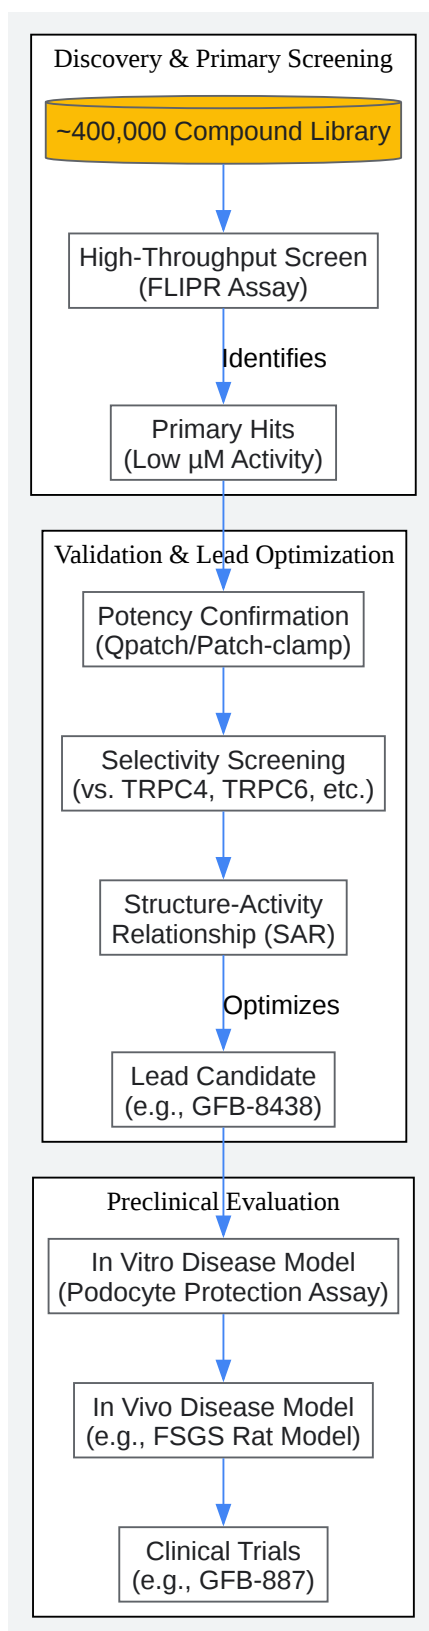 Discovery & Primary Screening
~400,000 Compound Library
High-Throughput Screen
(FLIPR Assay)
Identifies
Primary Hits
(Low µM Activity)
Validation & Lead Optimization
Potency Confirmation
(Qpatch/Patch-clamp)
Selectivity Screening
(vs. TRPC4, TRPC6, etc.)
Structure-Activity
Relationship (SAR)
Optimizes
Lead Candidate
(e.g., GFB-8438)
Preclinical Evaluation
In Vitro Disease Model
(Podocyte Protection Assay)
In Vivo Disease Model
(e.g., FSGS Rat Model)
Clinical Trials
(e.g., GFB-887)